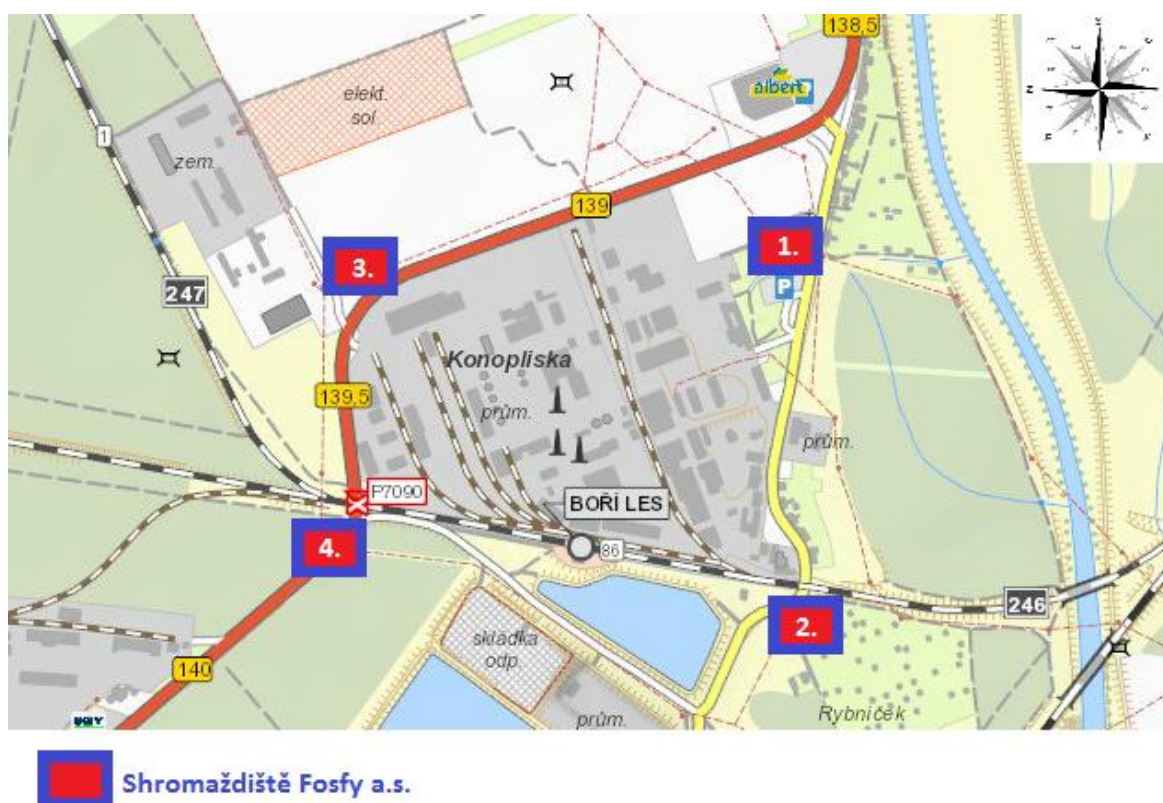 138,5
albert
P
elekt.
sol
1
zem.
139
1.
3.
P
247
Konopliska
139,5
prům.
prům.
P7090
BOŘÍ LES
4.
86
246
2.
skládka
odp.
140
Rybníček
prům.
Shromaždiště Fosfy a.s.